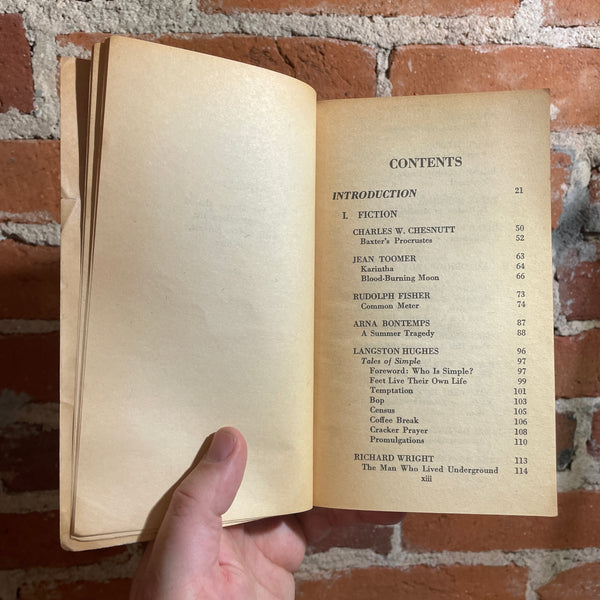 CONTENTS
INTRODUCTION 21
I. FICTION
CHARLES W. CHESNUTT 50
Baxter's Procrustes 52
JEAN TOOMER 63
Karintha 64
Blood-Burning Moon 66
RUDOLPH FISHER 73
Common Meter 74
ARNA BONTEMPS 87
A Summer Tragedy 88
LANGSTON HUGHES 96
Tales of Simple 97
Foreword: Who Is Simple? 97
Feet Live Their Own Life 99
Temptation 101
Bop 103
Census 105
Coffee Break 106
Cracker Prayer 108
Promulgations 110
RICHARD WRIGHT 113
The Man Who Lived Underground 114
xiii